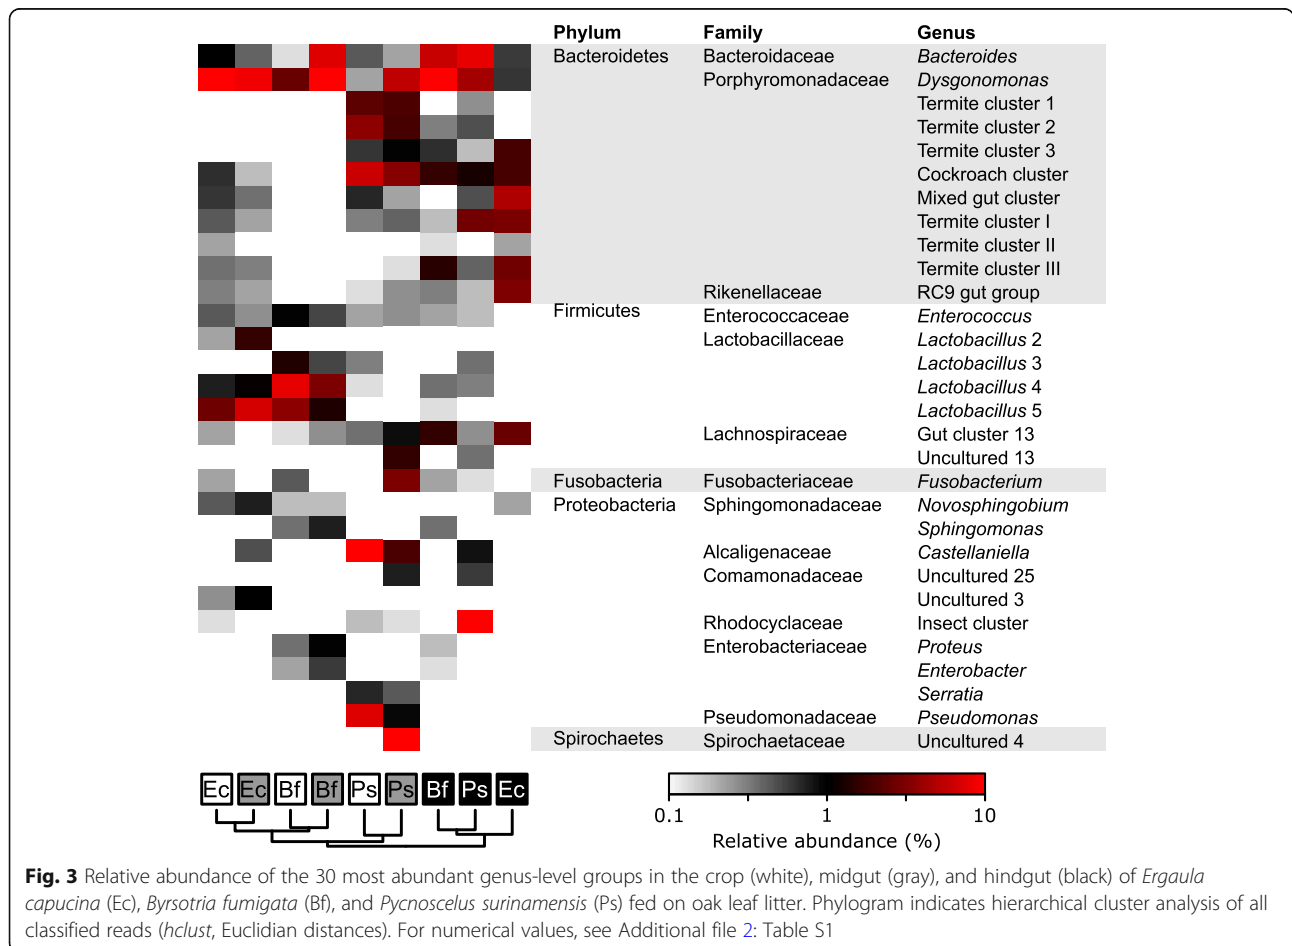 Phylum Family Genus
Bacteroidetes Bacteroidaceae Bacteroides
Porphyromonadaceae Dysgonomonas
Termite cluster 1
Termite cluster 2
Termite cluster 3
Cockroach cluster
Mixed gut cluster
Termite cluster I
Termite cluster II
Termite cluster III
Rikenellaceae RC9 gut group
Firmicutes Enterococcaceae Enterococcus
Lactobacillaceae Lactobacillus 2
Lactobacillus 3
Lactobacillus 4
Lactobacillus 5
Lachnospiraceae Gut cluster 13
Uncultured 13
Fusobacteria Fusobacteriaceae Fusobacterium
Proteobacteria Sphingomonadaceae Novosphingobium
Sphingomonas
Alcaligenaceae Castellaniella
Comamonadaceae Uncultured 25
Uncultured 3
Rhodocyclaceae Insect cluster
Enterobacteriaceae Proteus
Enterobacter
Serratia
Pseudomonadaceae Pseudomonas
Spirochaetes Spirochaetaceae Uncultured 4
Ec Ec Bf Bf Ps Ps Bf Ps Ec
0.1 1 10
Relative abundance (%)
Fig. 3 Relative abundance of the 30 most abundant genus-level groups in the crop (white), midgut (gray), and hindgut (black) of Ergaula
capucina (Ec), Byrsotria fumigata (Bf), and Pycnoscelus surinamensis (Ps) fed on oak leaf litter. Phylogram indicates hierarchical cluster analysis of all
classified reads (hclust, Euclidian distances). For numerical values, see Additional file 2: Table S1